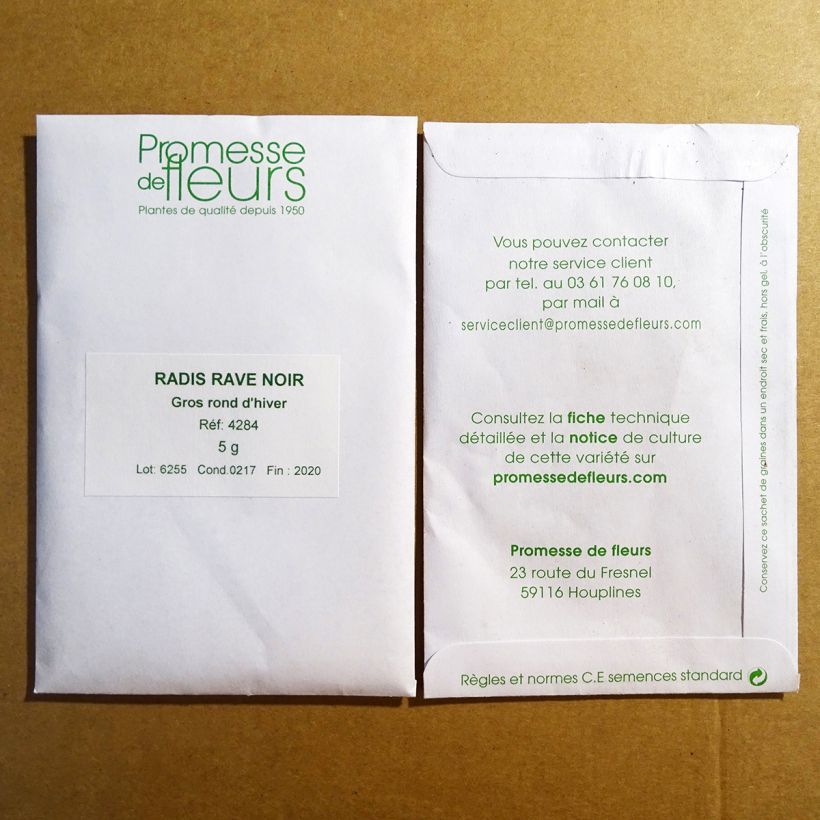 Promesse
de fleurs
Plantes de qualité depuis 1950
RADIS RAVE NOIR
Gros rond d'hiver
Réf: 4284
5 g
Lot: 6255 Cond.0217 Fin : 2020
Vous pouvez contacter
notre service client
par tel. au 03 61 76 08 10,
par mail à
serviceclient@promessedefleurs.com
Consultez la fiche technique
détaillée et la notice de culture
de cette variété sur
promessedefleurs.com
Promesse de fleurs
23 route du Fresnel
59116 Houplines
Règles et normes C.E semences standard
Conservez ce sachet de graines dans un endroit sec et frais, hors gel, à l'obscurité